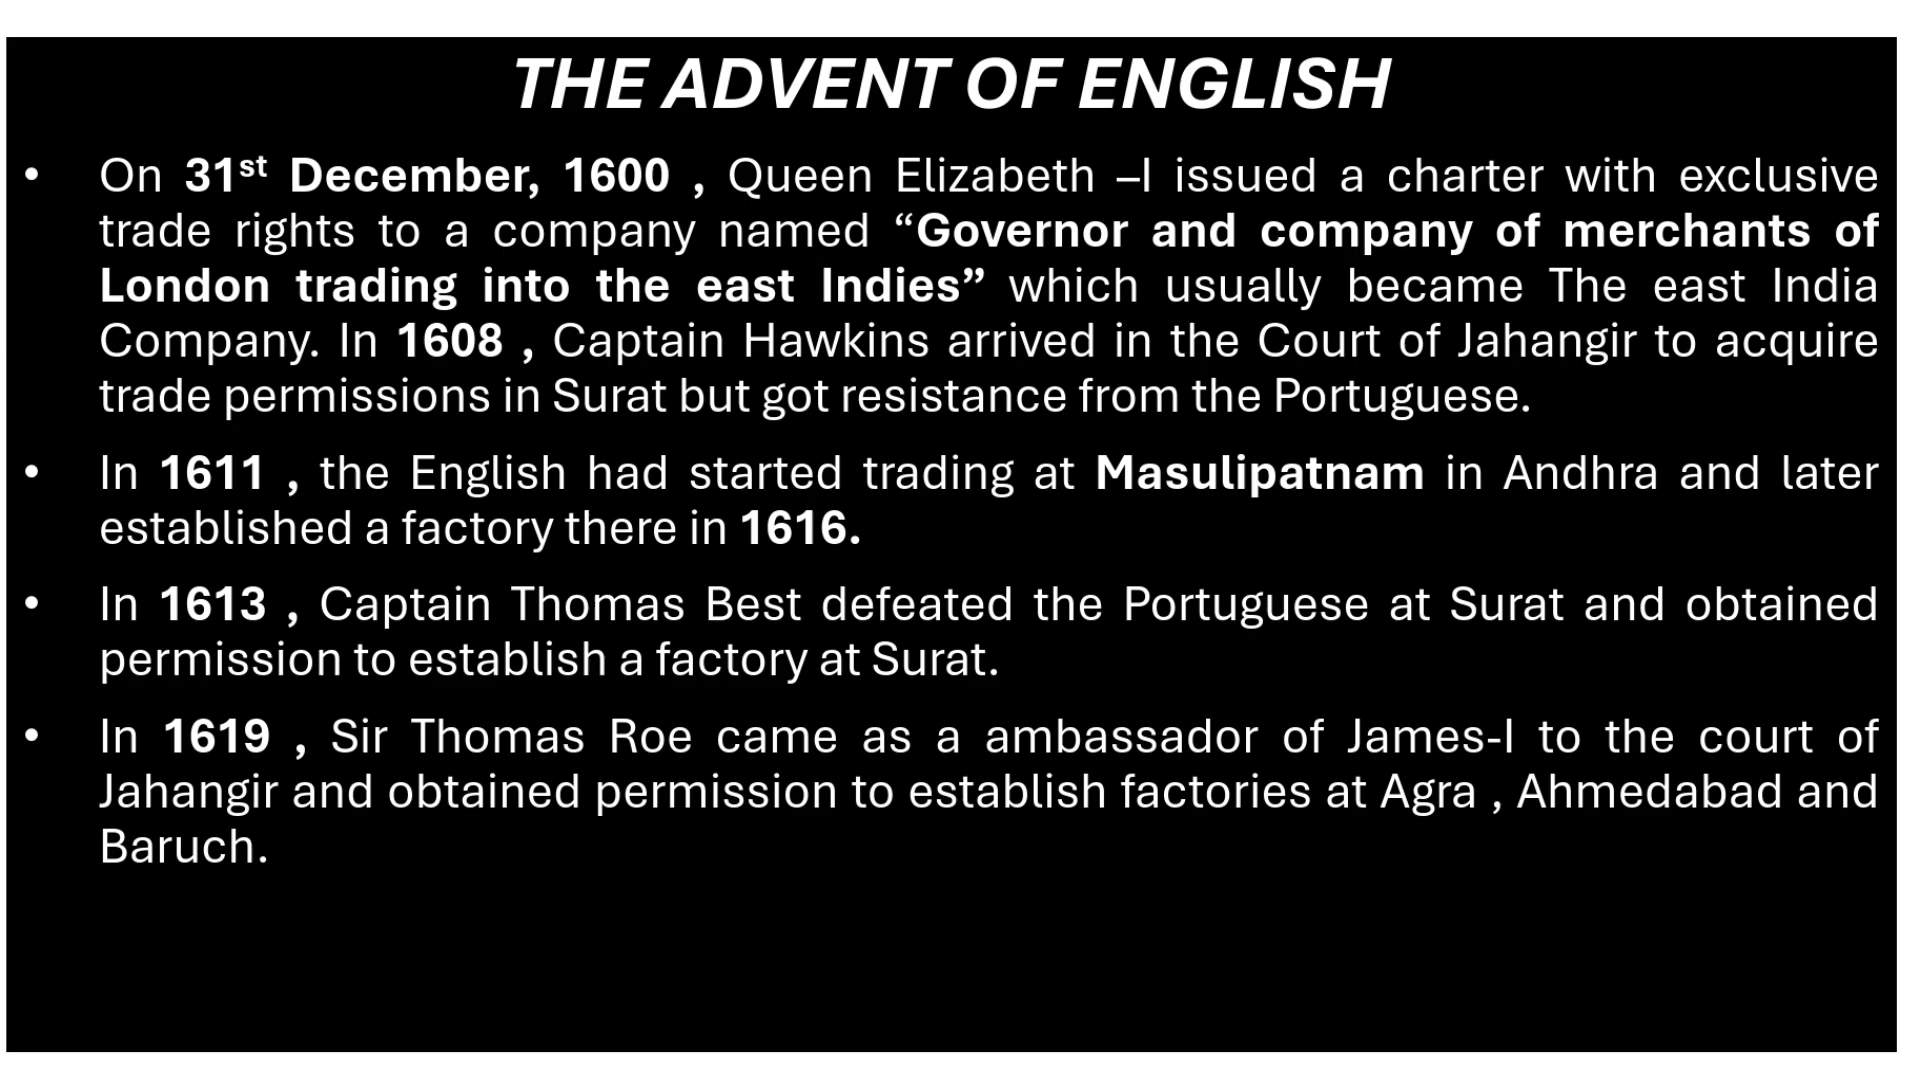 THE ADVENT OF ENGLISH
• On 31st December, 1600 , Queen Elizabeth –I issued a charter with exclusive
trade rights to a company named “Governor and company of merchants of
London trading into the east Indies” which usually became The east India
Company. In 1608 , Captain Hawkins arrived in the Court of Jahangir to acquire
trade permissions in Surat but got resistance from the Portuguese.
• In 1611 , the English had started trading at Masulipatnam in Andhra and later
established a factory there in 1616.
• In 1613 , Captain Thomas Best defeated the Portuguese at Surat and obtained
permission to establish a factory at Surat.
• In 1619 , Sir Thomas Roe came as a ambassador of James-I to the court of
Jahangir and obtained permission to establish factories at Agra , Ahmedabad and
Baruch.